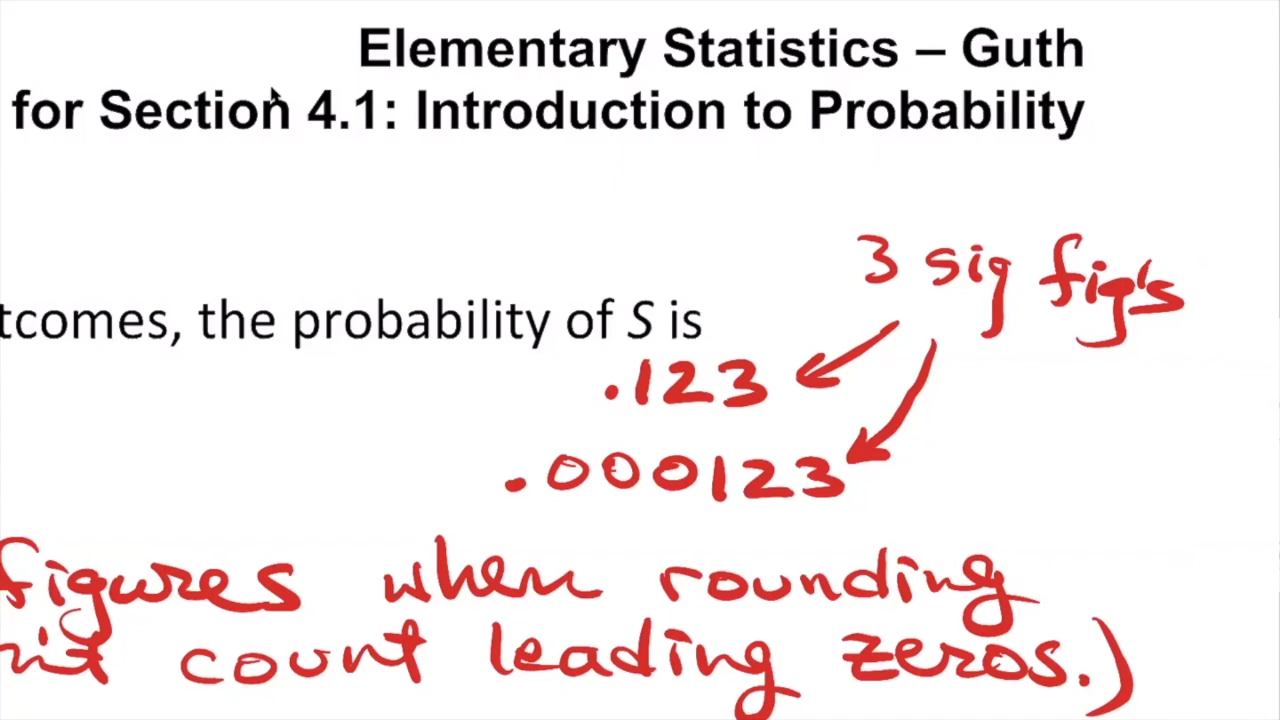 Elementary Statistics – Guth
for Section 4.1: Introduction to Probability
3 sig fig's
tcomes, the probability of S is
.123
.000123
figures when rounding
n't count leading zeros.)